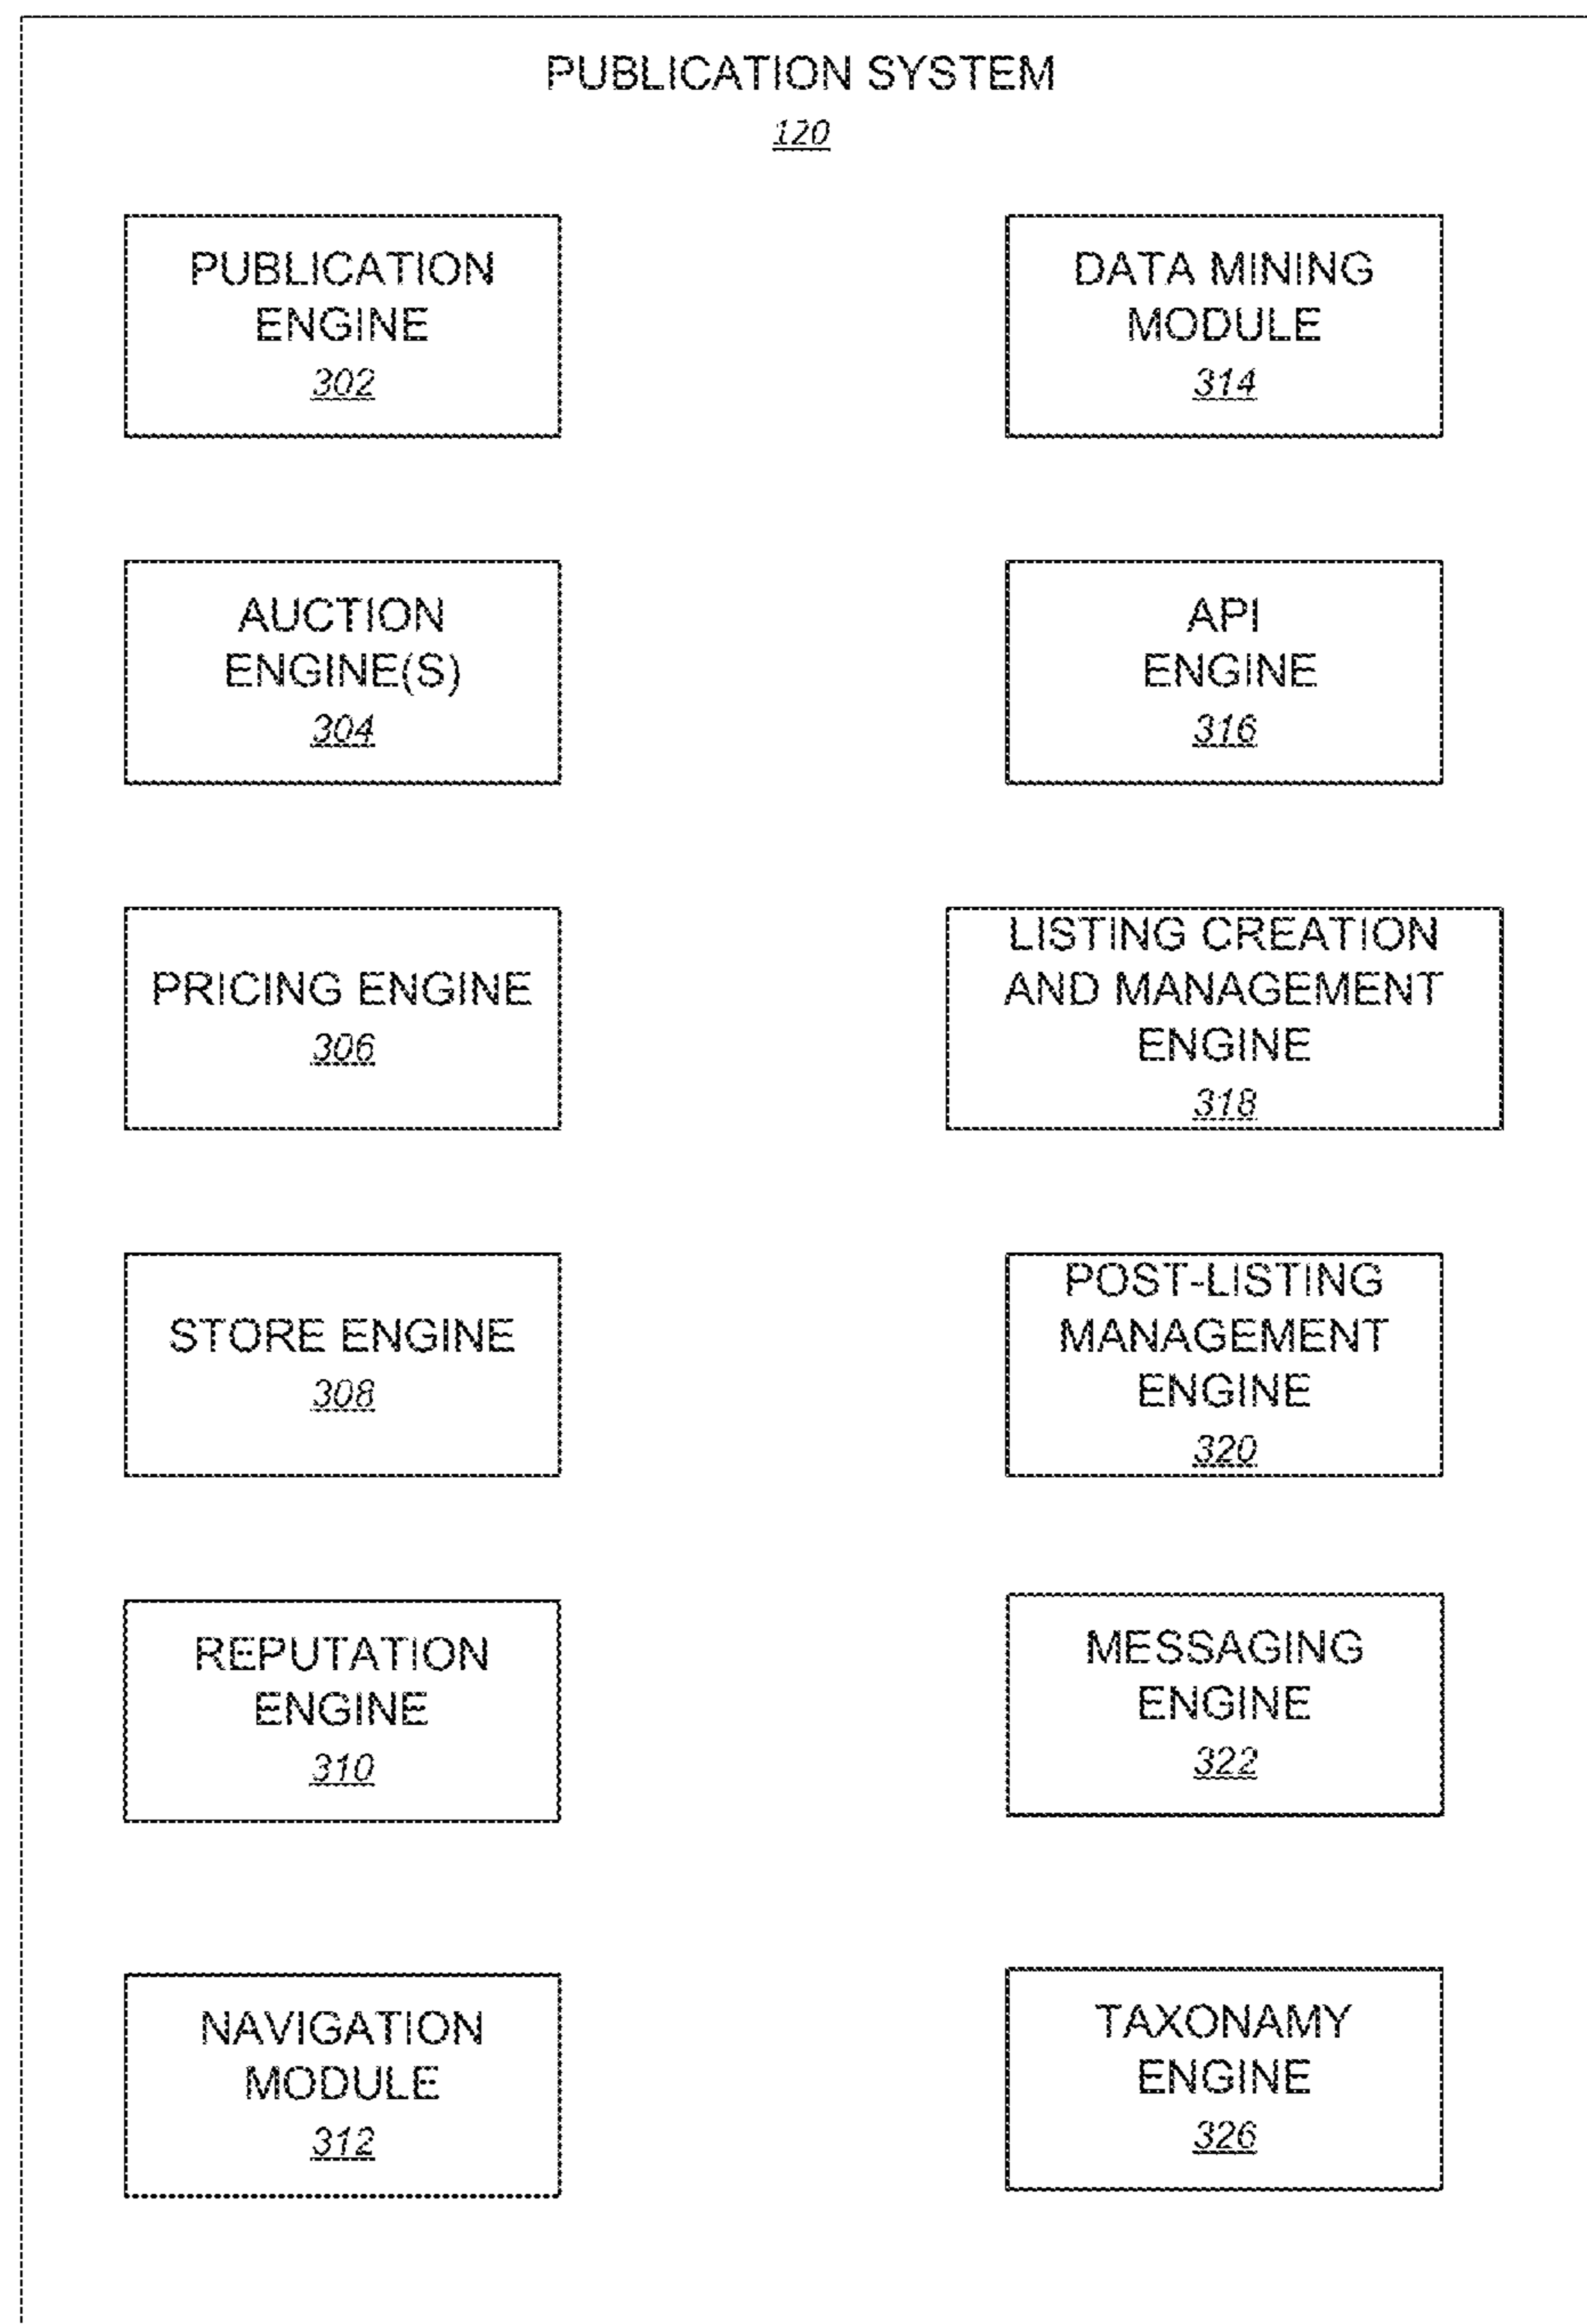 PUBLICATION SYSTEM
120
PUBLICATION
ENGINE
302
DATA MINING
MODULE
314
AUCTION
ENGINE(S)
304
API
ENGINE
316
PRICING ENGINE
306
LISTING CREATION
AND MANAGEMENT
ENGINE
318
STORE ENGINE
308
POST-LISTING
MANAGEMENT
ENGINE
320
REPUTATION
ENGINE
310
MESSAGING
ENGINE
322
NAVIGATION
MODULE
312
TAXONAMY
ENGINE
326